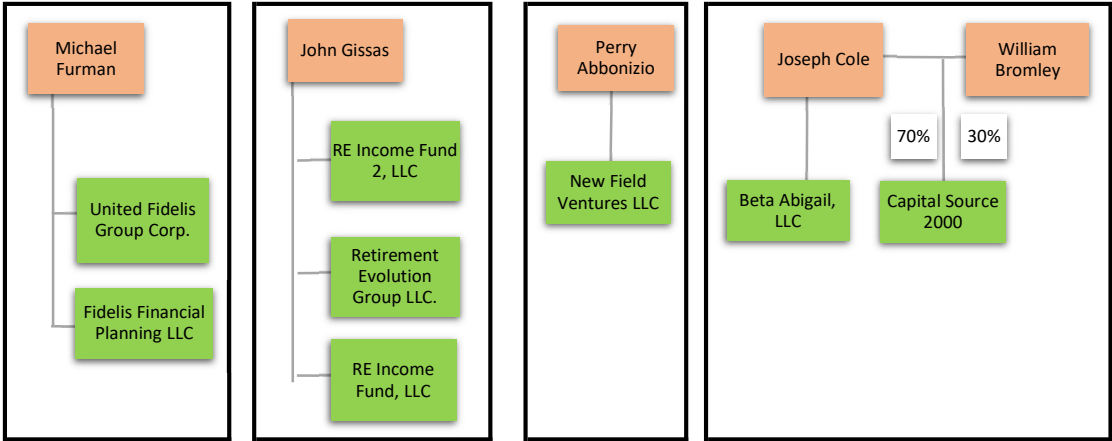 Michael
Furman
United Fidelis
Group Corp.
Fidelis Financial
Planning LLC
John Gissas
RE Income Fund
2, LLC
Retirement
Evolution
Group LLC.
RE Income
Fund, LLC
Perry
Abbonizio
New Field
Ventures LLC
Joseph Cole
William
Bromley
70%
30%
Beta Abigail,
LLC
Capital Source
2000